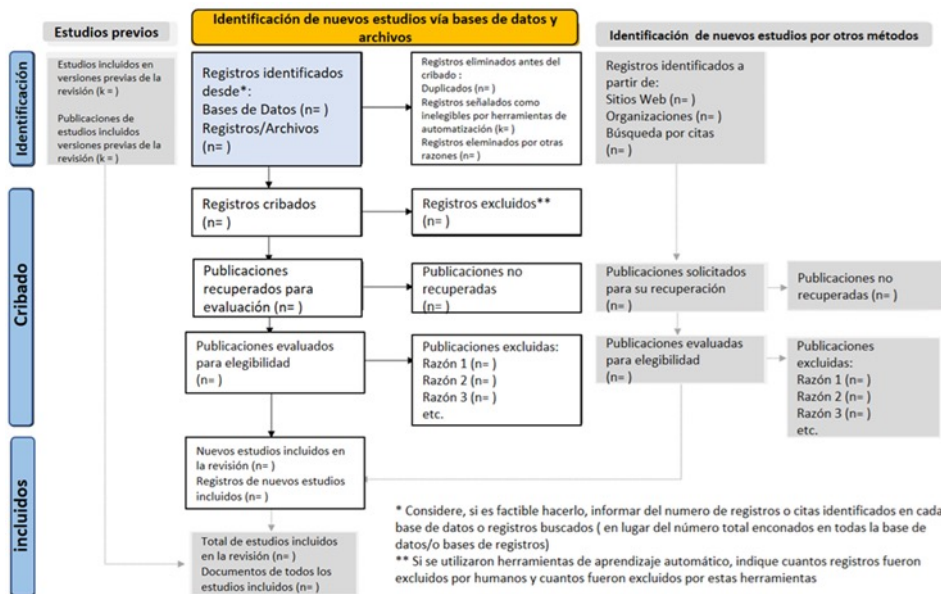 Estudios previos
Identificación de nuevos estudios vía bases de datos y
archivos
Identificación de nuevos estudios por otros métodos
Identificación
Estudios incluidos en
versiones previas de la
revisión (k = )
Publicaciones de
estudios incluidos
versiones previas de la
revisión (k = )
Registros identificados
desde*:
Bases de Datos (n= )
Registros/Archivos
(n= )
Registros eliminados antes del
cribado :
Duplicados (n= )
Registros señalados como
inelegibles por herramientas de
automatización (k= )
Registros eleminados por otras
razones (n= )
Registros identificados a
partir de:
Sitios Web (n= )
Organizaciones (n= )
Búsqueda por citas
(n= )
Cribado
Registros cribados
(n= )
Registros excluidos**
(n= )
Publicaciones
recuperados para
evaluación (n= )
Publicaciones no
recuperadas
(n= )
Publicaciones solicitados
para su recuperación
(n= )
Publicaciones no
recuperadas (n= )
Publicaciones evaluados
para elegibilidad
(n= )
Publicaciones excluidas:
Razón 1 (n= )
Razón 2 (n= )
Razón 3 (n= )
etc.
Publicaciones evaluadas
para elegibilidad
(n= )
Publicaciones
excluidas:
Razón 1 (n= )
Razón 2 (n= )
Razón 3 (n= )
etc.
incluidos
Nuevos estudios incluidos en
la revisión (n= )
Registros de nuevos estudios
incluidos (n= )
Total de estudios incluidos
en la revisión (n= )
Documentos de todos los
estudios incluidos (n= )
* Considere, si es factible hacerlo, informar del numero de registros o citas identificados en cada
base de datos o registros buscados ( en lugar del número total enconados en todas la base de
datos/o bases de registros)
** Si se utilizaron herramientas de aprendizaje automático, indique cuantos registros fueron
excluidos por humanos y cuantos fueron excluidos por estas herramientas